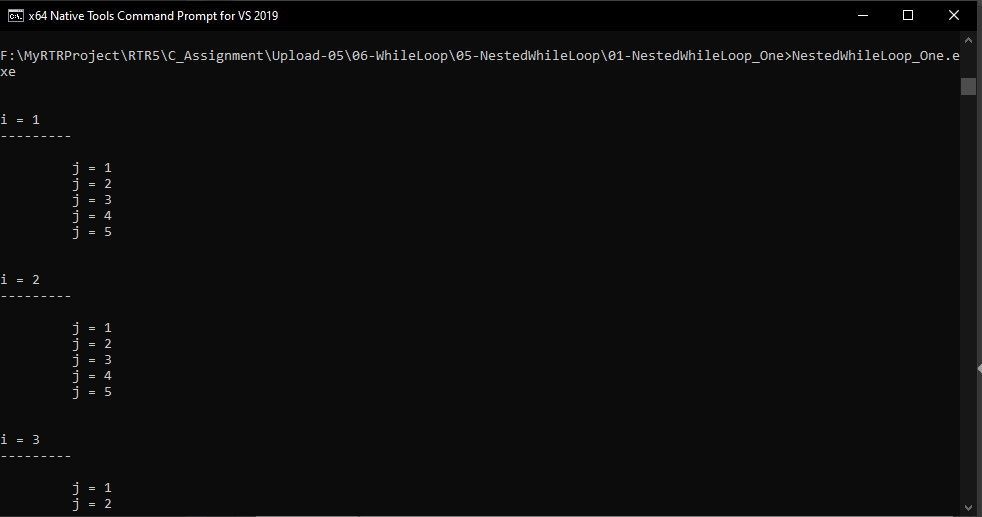 x64 Native Tools Command Prompt for VS 2019
F:\MyRTRProject\RTR5\C_Assignment\Upload-05\06-WhileLoop\05-NestedWhileLoop\01-NestedWhileLoop_One>NestedWhileLoop_One.e
xe
i = 1
---------
j = 1
j = 2
j = 3
j = 4
j = 5
i = 2
---------
j = 1
j = 2
j = 3
j = 4
j = 5
i = 3
---------
j = 1
j = 2